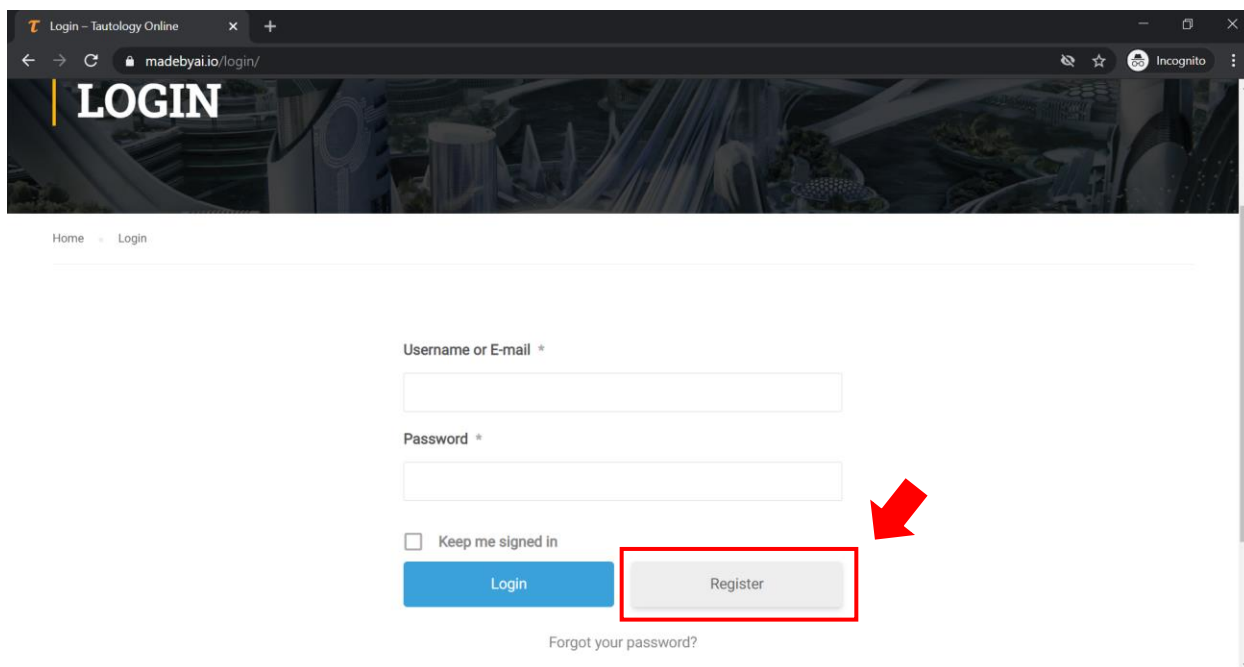 Login – Tautology Online
madebyai.io/login/
Incognito
LOGIN
Home
Login
Username or E-mail *
Password *
Keep me signed in
Login
Register
Forgot your password?